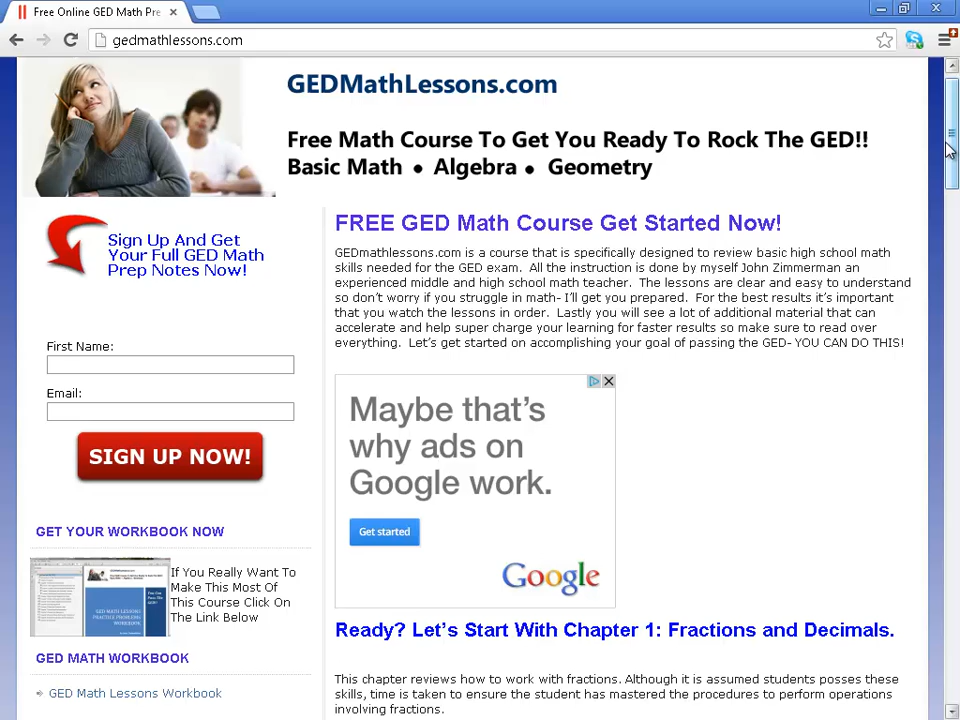 Free Online GED Math Pre
gedmathlessons.com
GEDMathLessons.com
Free Math Course To Get You Ready To Rock The GED!!
Basic Math • Algebra • Geometry
Sign Up And Get
Your Full GED Math
Prep Notes Now!
First Name:
Email:
SIGN UP NOW!
GET YOUR WORKBOOK NOW
If You Really Want To
Make This Most Of
This Course Click On
The Link Below
GED MATH WORKBOOK
GED Math Lessons Workbook
FREE GED Math Course Get Started Now!
GEDmathlessons.com is a course that is specifically designed to review basic high school math
skills needed for the GED exam.  All the instruction is done by myself John Zimmerman an
experienced middle and high school math teacher.  The lessons are clear and easy to understand
so don't worry if you struggle in math- I'll get you prepared.  For the best results it's important
that you watch the lessons in order.  Lastly you will see a lot of additional material that can
accelerate and help super charge your learning for faster results so make sure to read over
everything.  Let's get started on accomplishing your goal of passing the GED- YOU CAN DO THIS!
Maybe that's
why ads on
Google work.
Get started
Google
Ready? Let's Start With Chapter 1: Fractions and Decimals.
This chapter reviews how to work with fractions. Although it is assumed students posses these
skills, time is taken to ensure the student has mastered the procedures to perform operations
involving fractions.